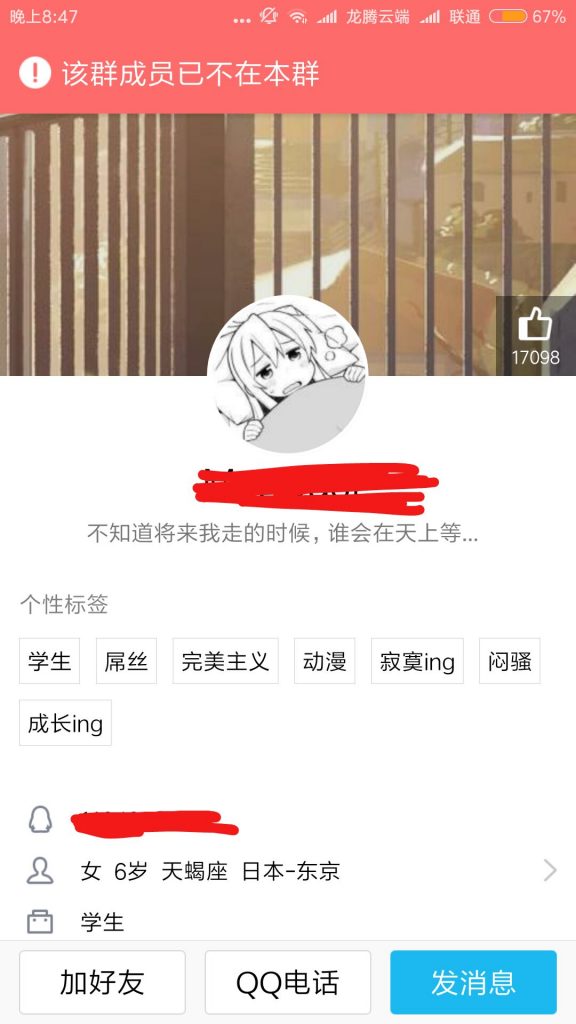 晚上8:47 ... 龙腾云端 联通 67%
该群成员已不在本群
17098
不知道将来我走的时候，谁会在天上等...
个性标签
学生 屌丝 完美主义 动漫 寂寞ing 闷骚
成长ing
女 6岁 天蝎座 日本-东京
学生
加好友 QQ电话 发消息